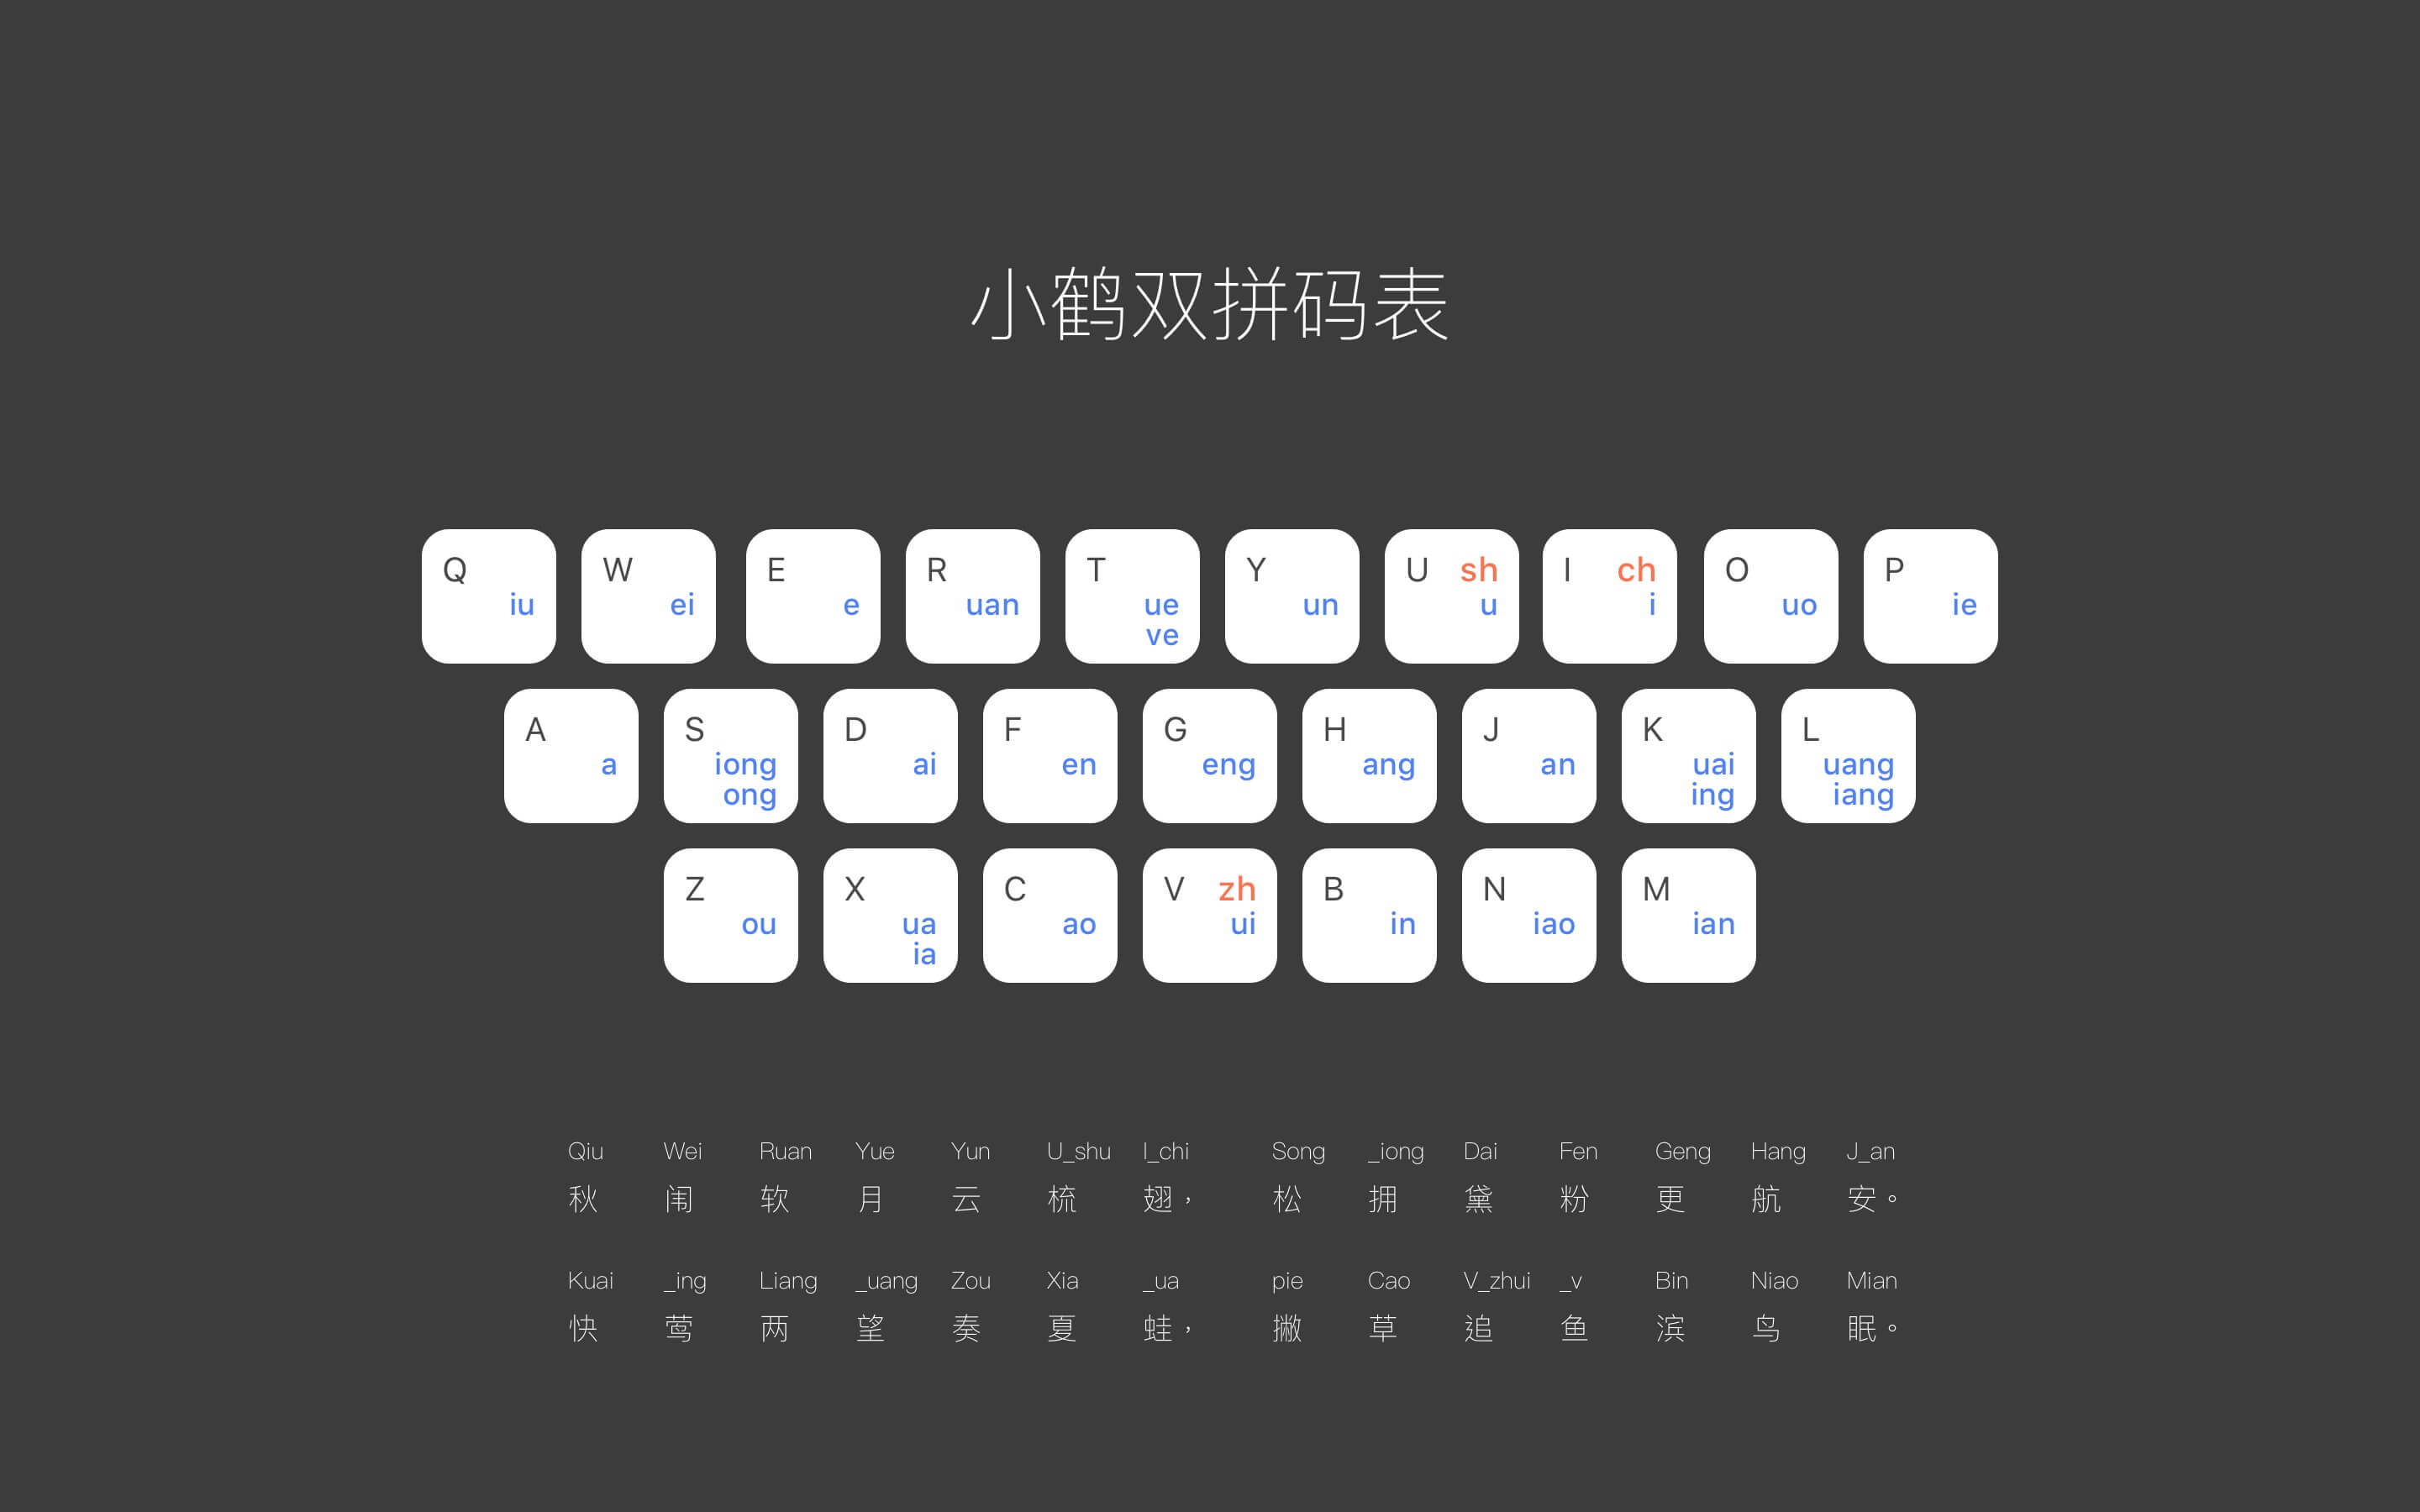 小鹤双拼码表
Q iu W ei E e R uan T ue ve Y un U sh u I ch i O uo P ie
A a S iong ong D ai F en G eng H ang J an K uai ing L uang iang
Z ou X ua ia C ao V zh ui B in N iao M ian
Qiu Wei Ruan Yue Yun U_shu I_chi Song _iong Dai Fen Geng Hang J_an
秋 闱 软 月 云 梳 翅， 松 拥 黛 粉 更 航 安。
Kuai _ing Liang _uang Zou Xia _ua pie Cao V_zhui _v Bin Niao Mian
快 莺 两 望 奏 夏 蛙， 撇 草 追 鱼 滨 鸟 眠。